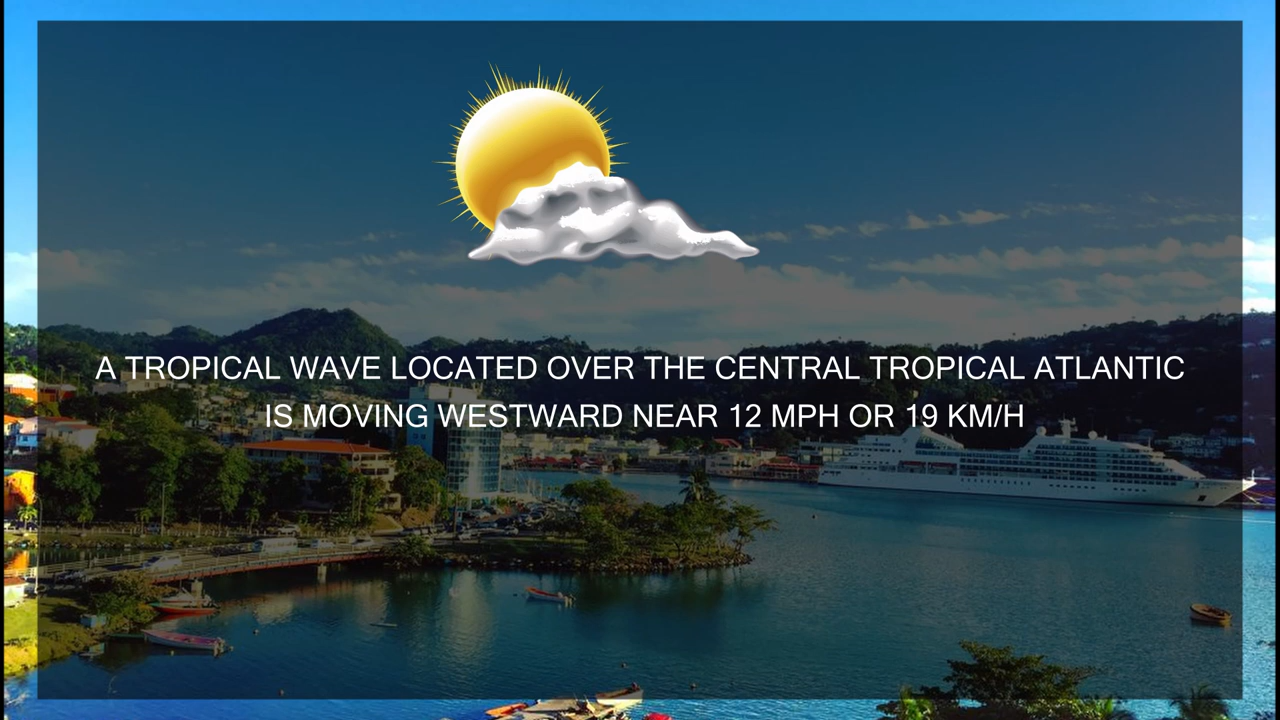 A TROPICAL WAVE LOCATED OVER THE CENTRAL TROPICAL ATLANTIC
IS MOVING WESTWARD NEAR 12 MPH OR 19 KM/H